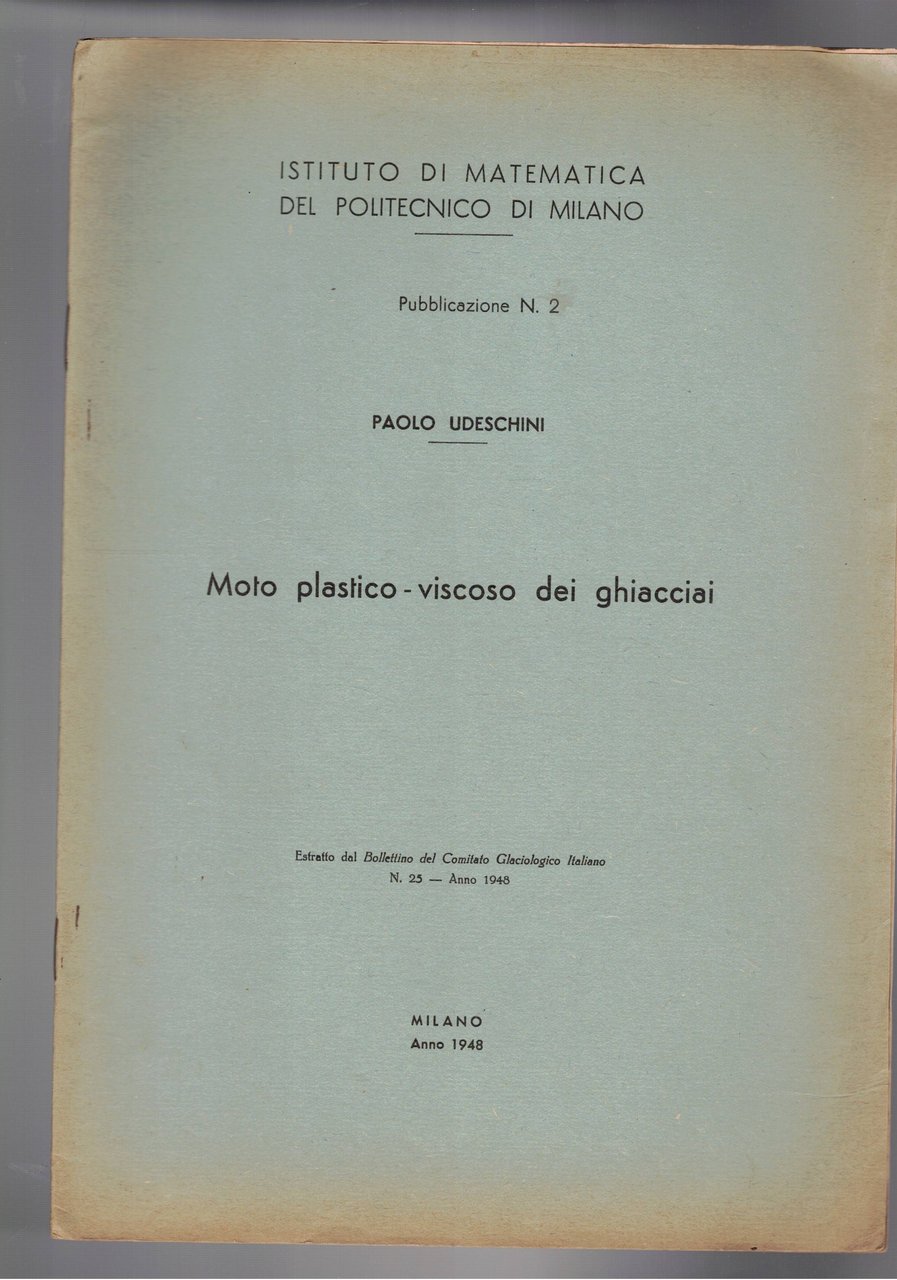 ISTITUTO DI MATEMATICA
DEL POLITECNICO DI MILANO
Pubblicazione N. 2
PAOLO UDESCHINI
Moto plastico - viscoso dei ghiacciai
Estratto dal Bollettino del Comitato Glaciologico Italiano
N. 25 — Anno 1948
MILANO
Anno 1948